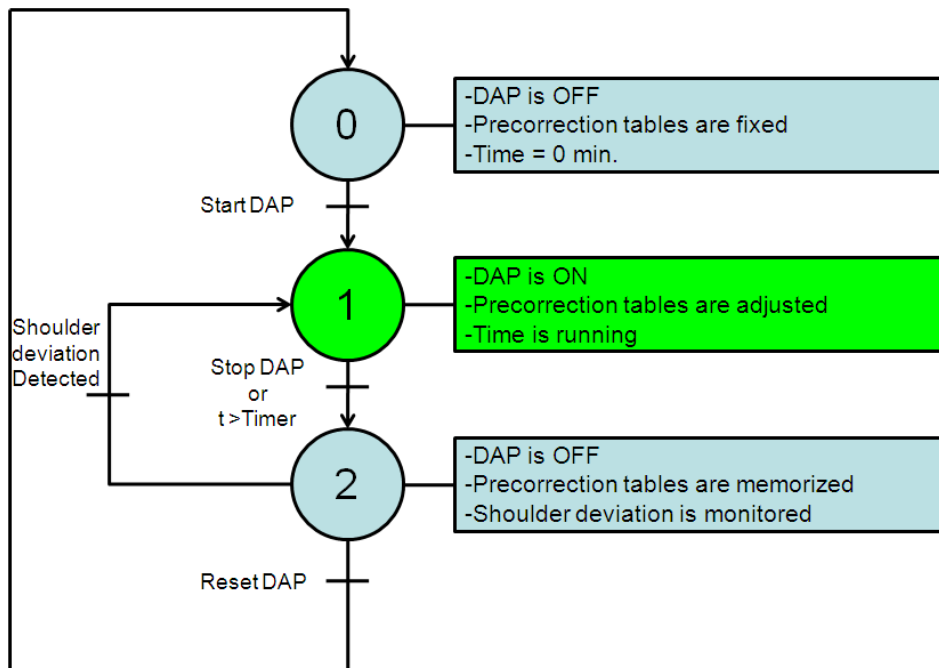 0
-DAP is OFF
-Precorrection tables are fixed
-Time = 0 min.
Start DAP
1
-DAP is ON
-Precorrection tables are adjusted
-Time is running
Shoulder
deviation
Detected
Stop DAP
or
t >Timer
2
-DAP is OFF
-Precorrection tables are memorized
-Shoulder deviation is monitored
Reset DAP